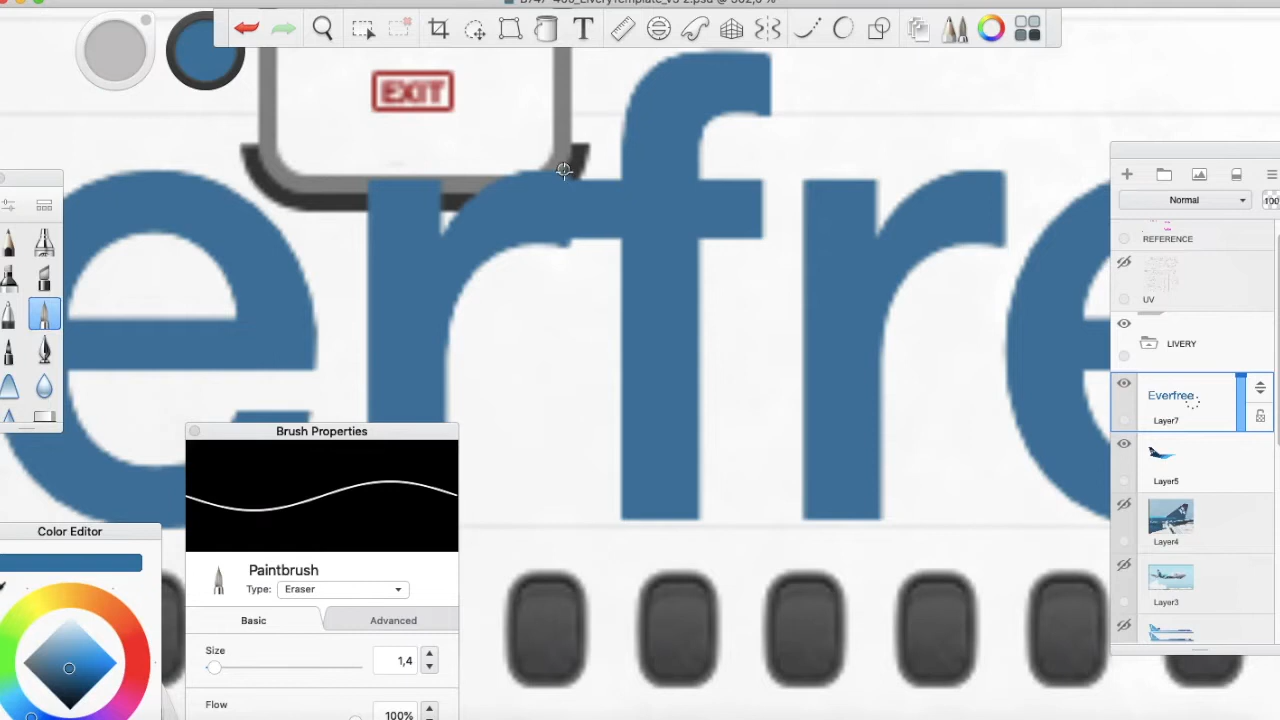 EXIT
erfre
Normal
100
REFERENCE
UV
LIVERY
Everfree
Layer7
Layer5
Layer4
Layer3
Brush Properties
Paintbrush
Type: Eraser
Basic Advanced
Size
1,4
Flow
100%
Color Editor